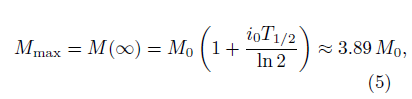 M_max = M(∞) = M_0 (1 + i_0 T_{1/2} / ln 2) ≈ 3.89 M_0,
(5)